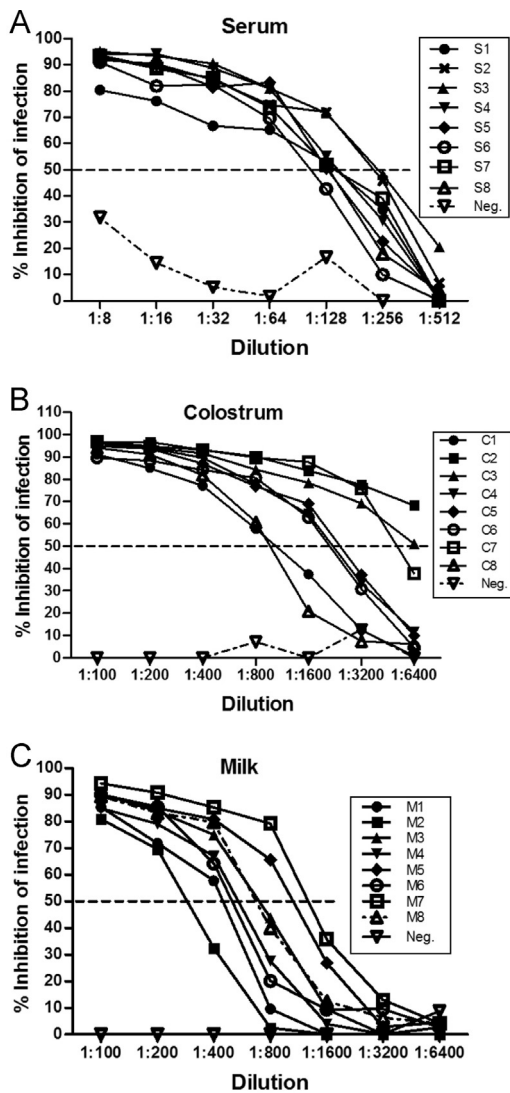 A
Serum
% Inhibition of infection
100
90
80
70
60
50
40
30
20
10
0
1:8 1:16 1:32 1:64 1:128 1:256 1:512
Dilution
S1
S2
S3
S4
S5
S6
S7
S8
Neg.
B
Colostrum
% Inhibition of infection
110
100
90
80
70
60
50
40
30
20
10
0
1:100 1:200 1:400 1:800 1:1600 1:3200 1:6400
Dilution
C1
C2
C3
C4
C5
C6
C7
C8
Neg.
C
Milk
% Inhibition of infection
100
90
80
70
60
50
40
30
20
10
0
1:100 1:200 1:400 1:800 1:1600 1:3200 1:6400
Dilution
M1
M2
M3
M4
M5
M6
M7
M8
Neg.